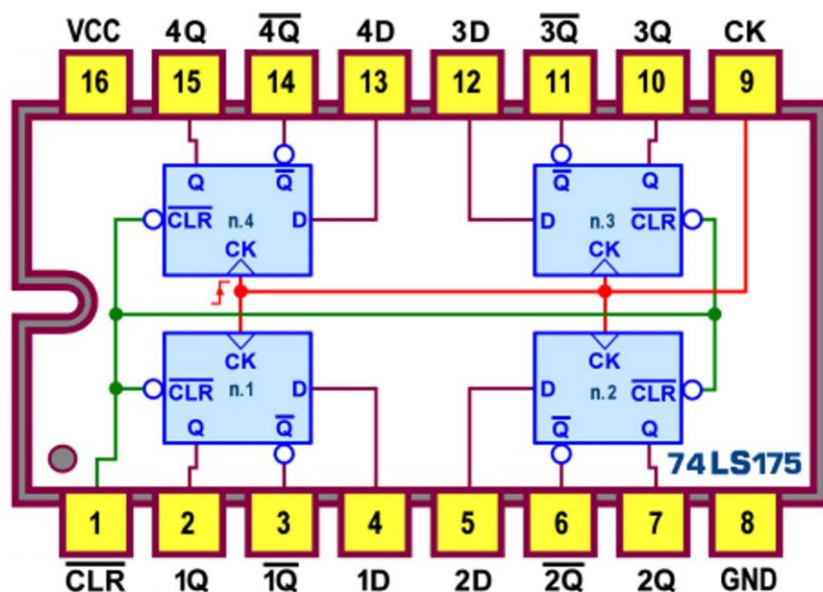 VCC 4Q 4Q̅ 4D 3D 3Q̅ 3Q CK
16 15 14 13 12 11 10 9
Q Q̅ Q̅ Q
CLR̅ n.4 D D n.3 CLR̅
CK CK
CK CK
CLR̅ n.1 D D n.2 CLR̅
Q Q̅ Q̅ Q
74LS175
1 2 3 4 5 6 7 8
CLR̅ 1Q 1Q̅ 1D 2D 2Q̅ 2Q GND